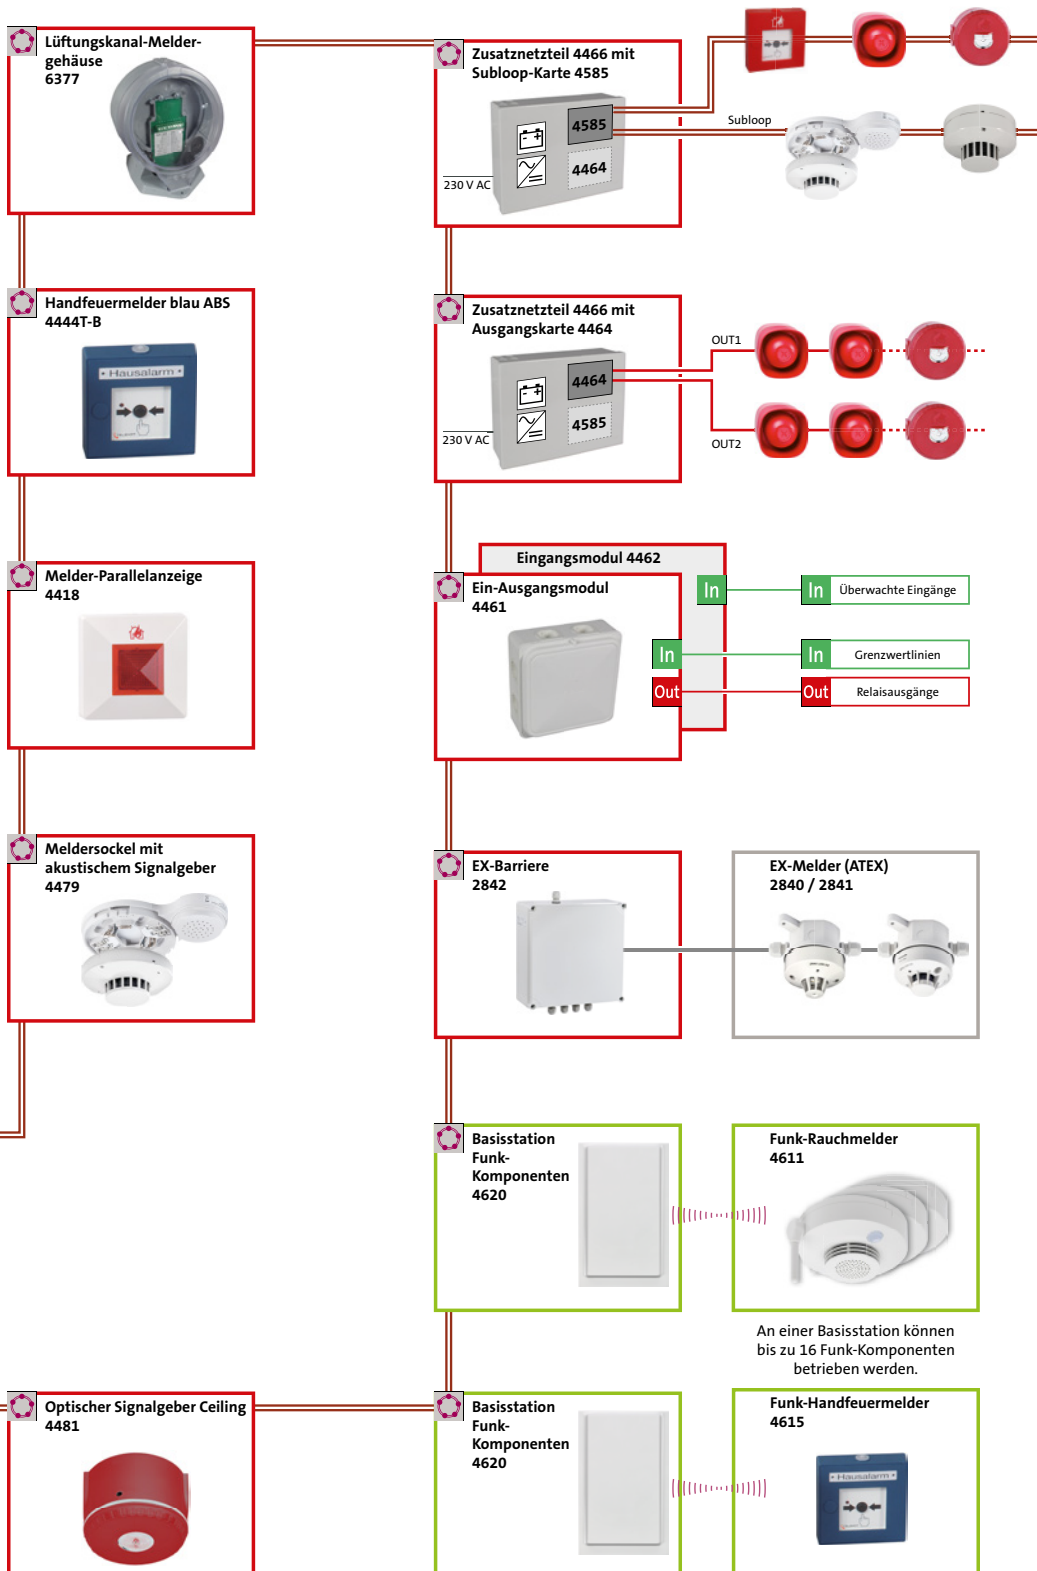 Lüftungskanal-Melder-
gehäuse
6377
Zusatznetzteil 4466 mit
Subloop-Karte 4585
4585
4464
230 V AC
Subloop
Handfeuermelder blau ABS
4444T-B
Hausalarm
Zusatznetzteil 4466 mit
Ausgangskarte 4464
4464
4585
230 V AC
OUT1
OUT2
Melder-Parallelanzeige
4418
Eingangsmodul 4462
Ein-Ausgangsmodul
4461
In
In
Überwachte Eingänge
In
In
Grenzwertlinien
Out
Out
Relaisausgänge
Meldersockel mit
akustischem Signalgeber
4479
EX-Barriere
2842
EX-Melder (ATEX)
2840 / 2841
Basisstation
Funk-
Komponenten
4620
Funk-Rauchmelder
4611
An einer Basisstation können
bis zu 16 Funk-Komponenten
betrieben werden.
Optischer Signalgeber Ceiling
4481
Basisstation
Funk-
Komponenten
4620
Funk-Handfeuermelder
4615
Hausalarm